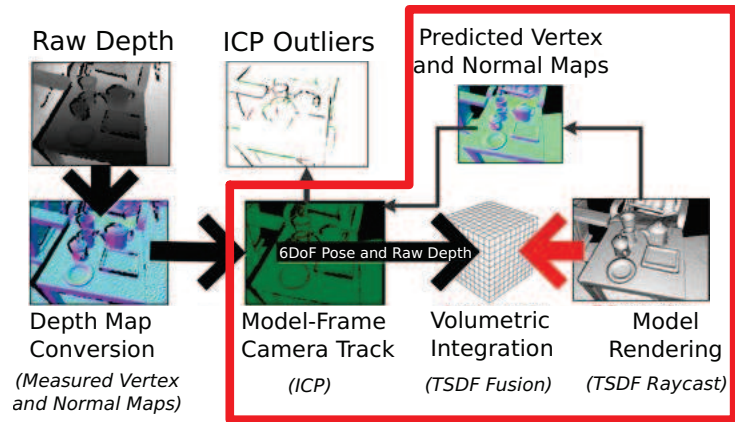 Raw Depth
ICP Outliers
Predicted Vertex
and Normal Maps
6DoF Pose and Raw Depth
Depth Map
Conversion
(Measured Vertex
and Normal Maps)
Model-Frame
Camera Track
(ICP)
Volumetric
Integration
(TSDF Fusion)
Model
Rendering
(TSDF Raycast)